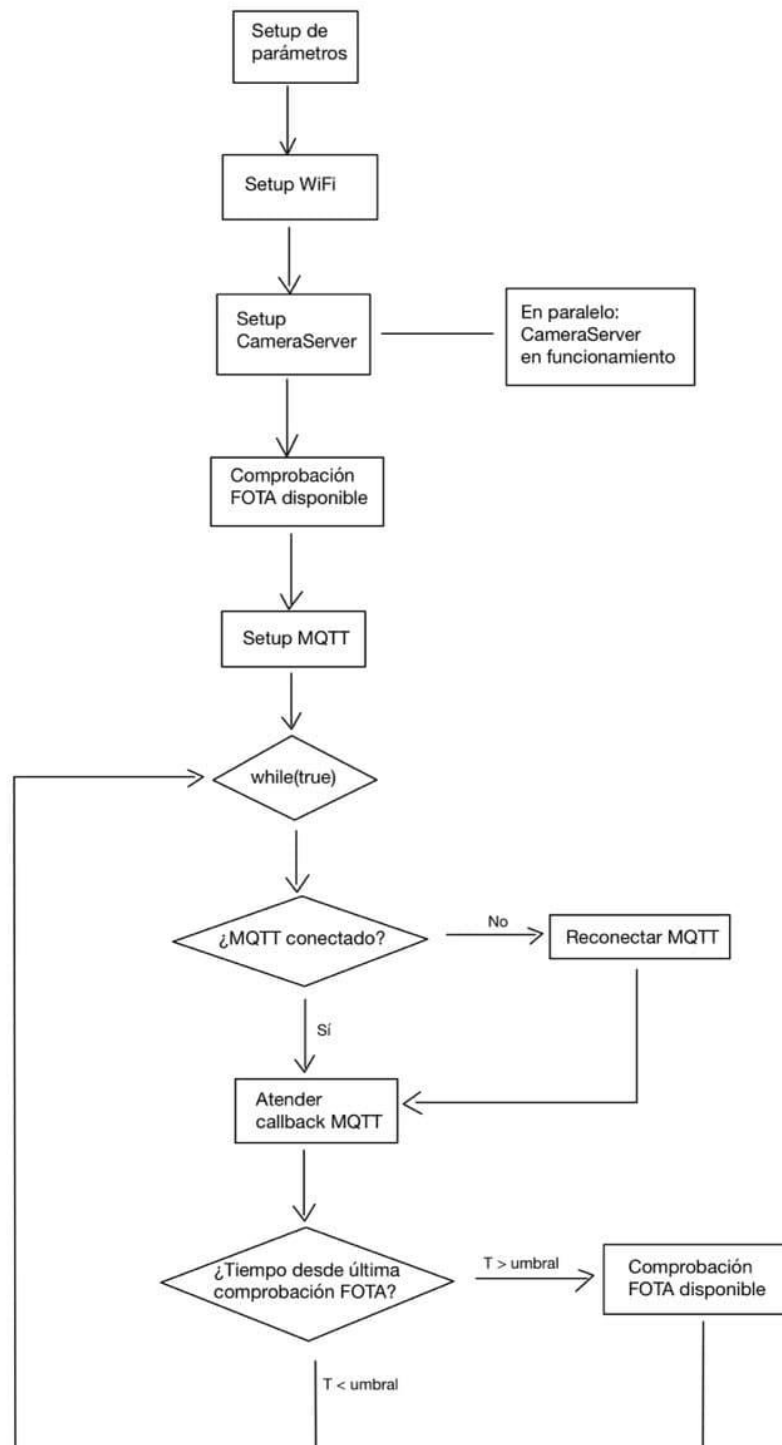 Setup de
parámetros
Setup WiFi
Setup
CameraServer
En paralelo:
CameraServer
en funcionamiento
Comprobación
FOTA disponible
Setup MQTT
while(true)
¿MQTT conectado?
No
Reconectar MQTT
Sí
Atender
callback MQTT
¿Tiempo desde última
comprobación FOTA?
T > umbral
Comprobación
FOTA disponible
T < umbral